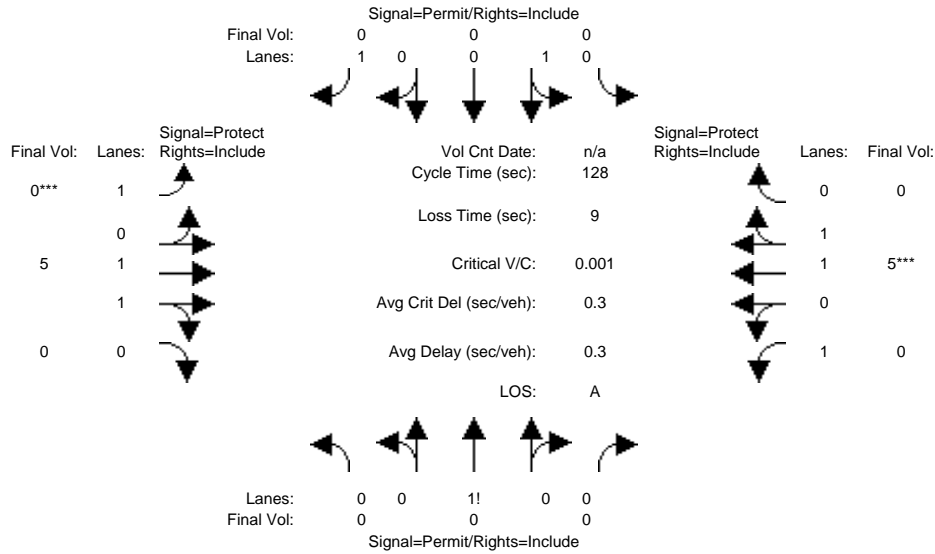 Signal=Permit/Rights=Include
Final Vol: 0 0 0
Lanes: 1 0 0 1 0
Signal=Protect Signal=Protect
Final Vol: Lanes: Rights=Include Vol Cnt Date: n/a Rights=Include Lanes: Final Vol:
Cycle Time (sec): 128
0*** 1 0 0
Loss Time (sec): 9
0 1
5 1 Critical V/C: 0.001 1 5***
1 Avg Crit Del (sec/veh): 0.3 0
0 0 Avg Delay (sec/veh): 0.3 1 0
LOS: A
Lanes: 0 0 1! 0 0
Final Vol: 0 0 0
Signal=Permit/Rights=Include